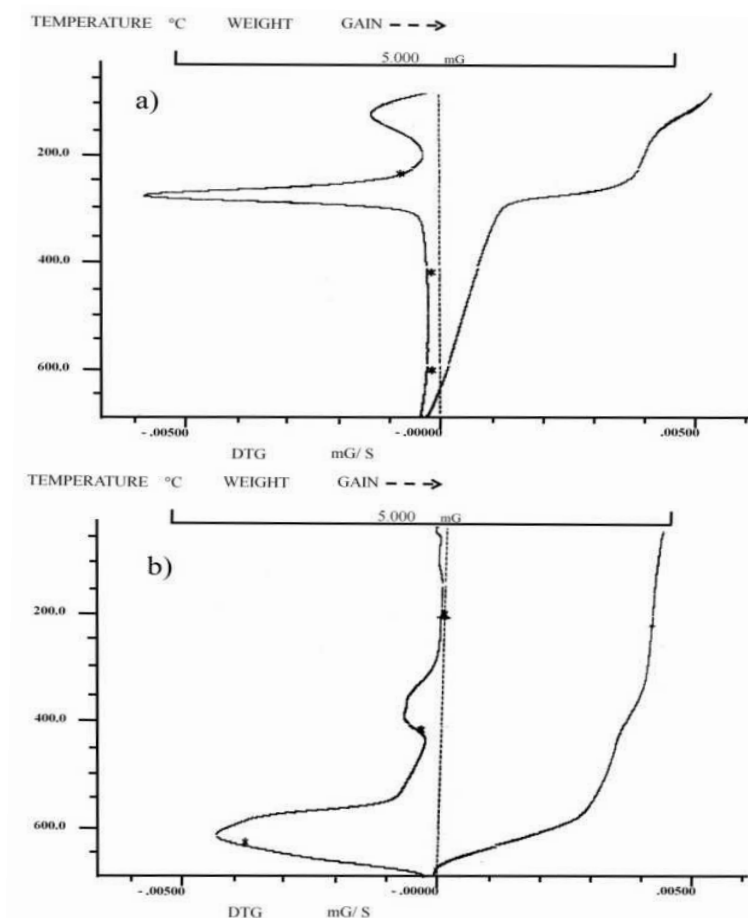 TEMPERATURE °C WEIGHT GAIN
5.000 mG
a)
200.0
400.0
600.0
-.00500 -.00000 .00500
DTG mG/ S
TEMPERATURE °C WEIGHT GAIN
5.000 mG
b)
200.0
400.0
600.0
-.00500 -.00000 .00500
DTG mG/ S